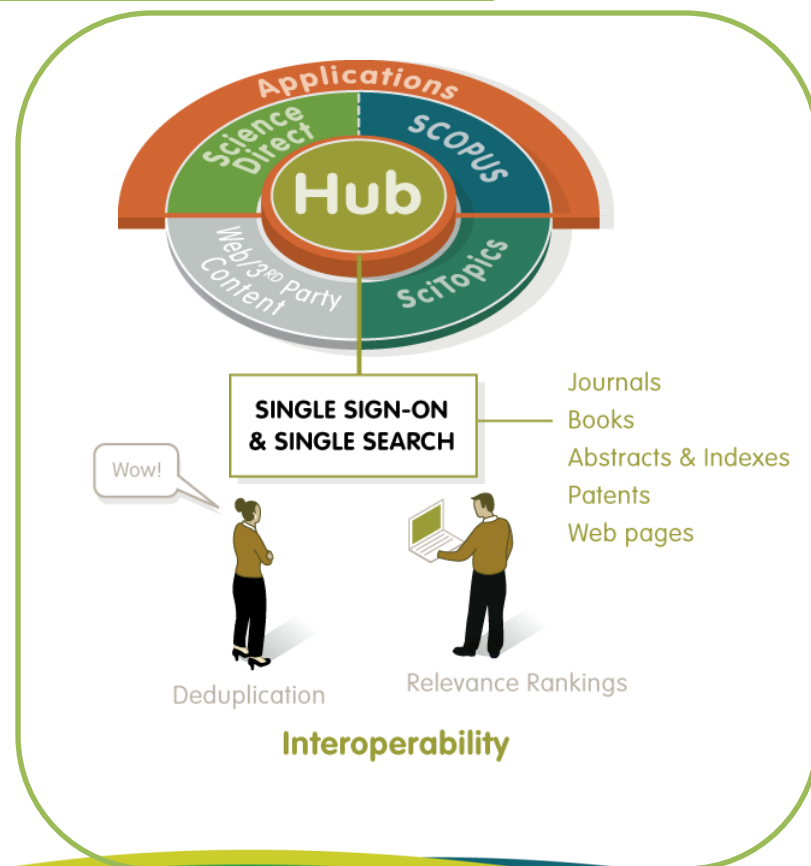 Applications
Science
Direct
SCOPUS
Hub
Web/3RD Party
Content
SciTopics
SINGLE SIGN-ON
& SINGLE SEARCH
Journals
Books
Abstracts & Indexes
Patents
Web pages
Wow!
Deduplication
Relevance Rankings
Interoperability